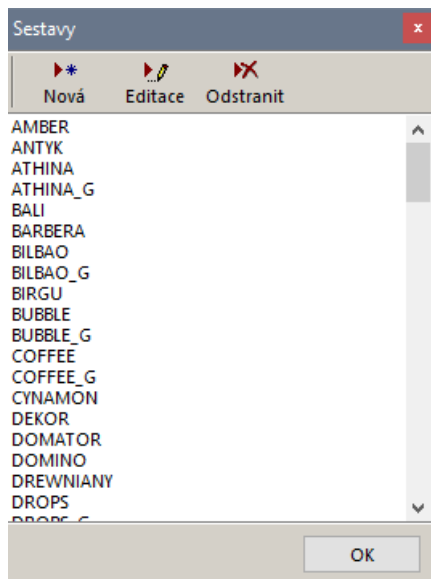 Sestavy
Nová Editace Odstranit
AMBER
ANTYK
ATHINA
ATHINA_G
BALI
BARBERA
BILBAO
BILBAO_G
BIRGU
BUBBLE
BUBBLE_G
COFFEE
COFFEE_G
CYNAMON
DEKOR
DOMATOR
DOMINO
DREWNIANY
DROPS
DROPS_G
OK